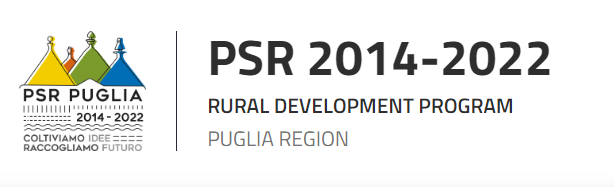 PSR PUGLIA
2014 - 2022
COLTIVIAMO IDEE
RACCOGLIAMO FUTURO
PSR 2014-2022
RURAL DEVELOPMENT PROGRAM
PUGLIA REGION